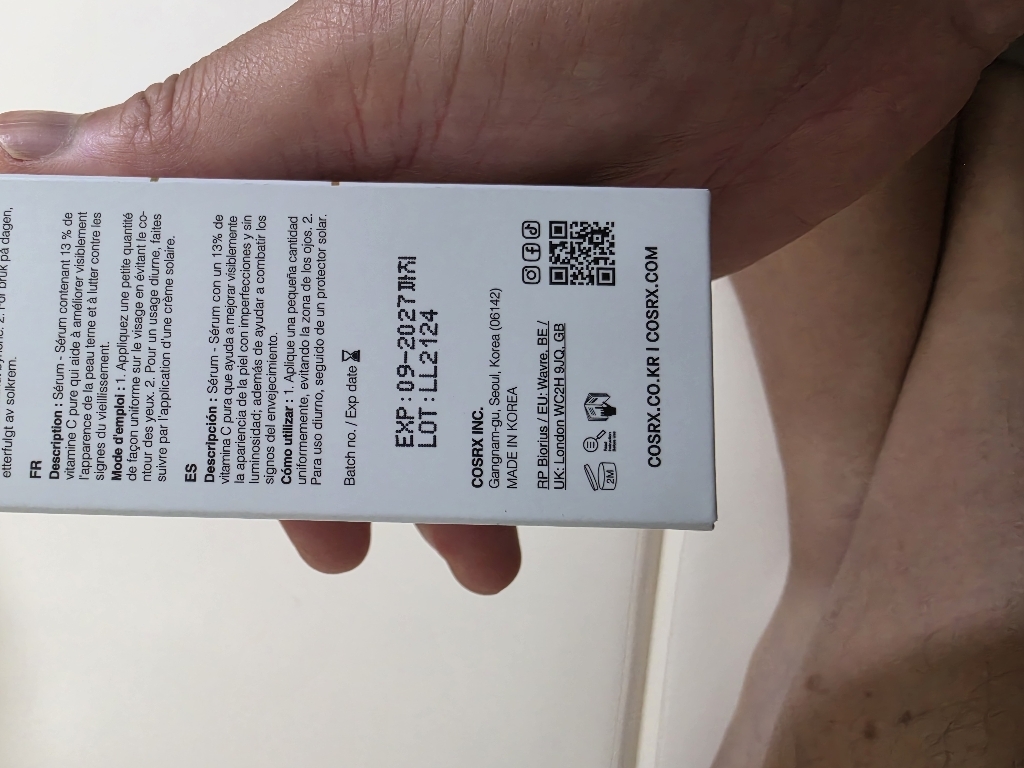 For bruk på dagen,
etterfulgt av solkrem.
FR
Description : Sérum - Sérum contenant 13 % de
vitamine C pure qui aide à améliorer visiblement
l'apparence de la peau terne et à lutter contre les
signes du vieillissement.
Mode d'emploi : 1. Appliquez une petite quantité
de façon uniforme sur le visage en évitant le co-
ntour des yeux. 2. Pour un usage diurne, faites
suivre par l'application d'une crème solaire.
ES
Descripción : Sérum - Sérum con un 13% de
vitamina C pura que ayuda a mejorar visiblemente
la apariencia de la piel con imperfecciones y sin
luminosidad; además de ayudar a combatir los
signos del envejecimiento.
Cómo utilizar : 1. Aplique una pequeña cantidad
uniformemente, evitando la zona de los ojos. 2.
Para uso diurno, seguido de un protector solar.
Batch no. / Exp date
EXP : 09-2027까지
LOT : LL2124
COSRX INC.
Gangnam-gu, Seoul, Korea (06142)
MADE IN KOREA
RP Biorius / EU: Wavre, BE /
UK: London WC2H 9JQ, GB
2M
COSRX.CO.KR I COSRX.COM